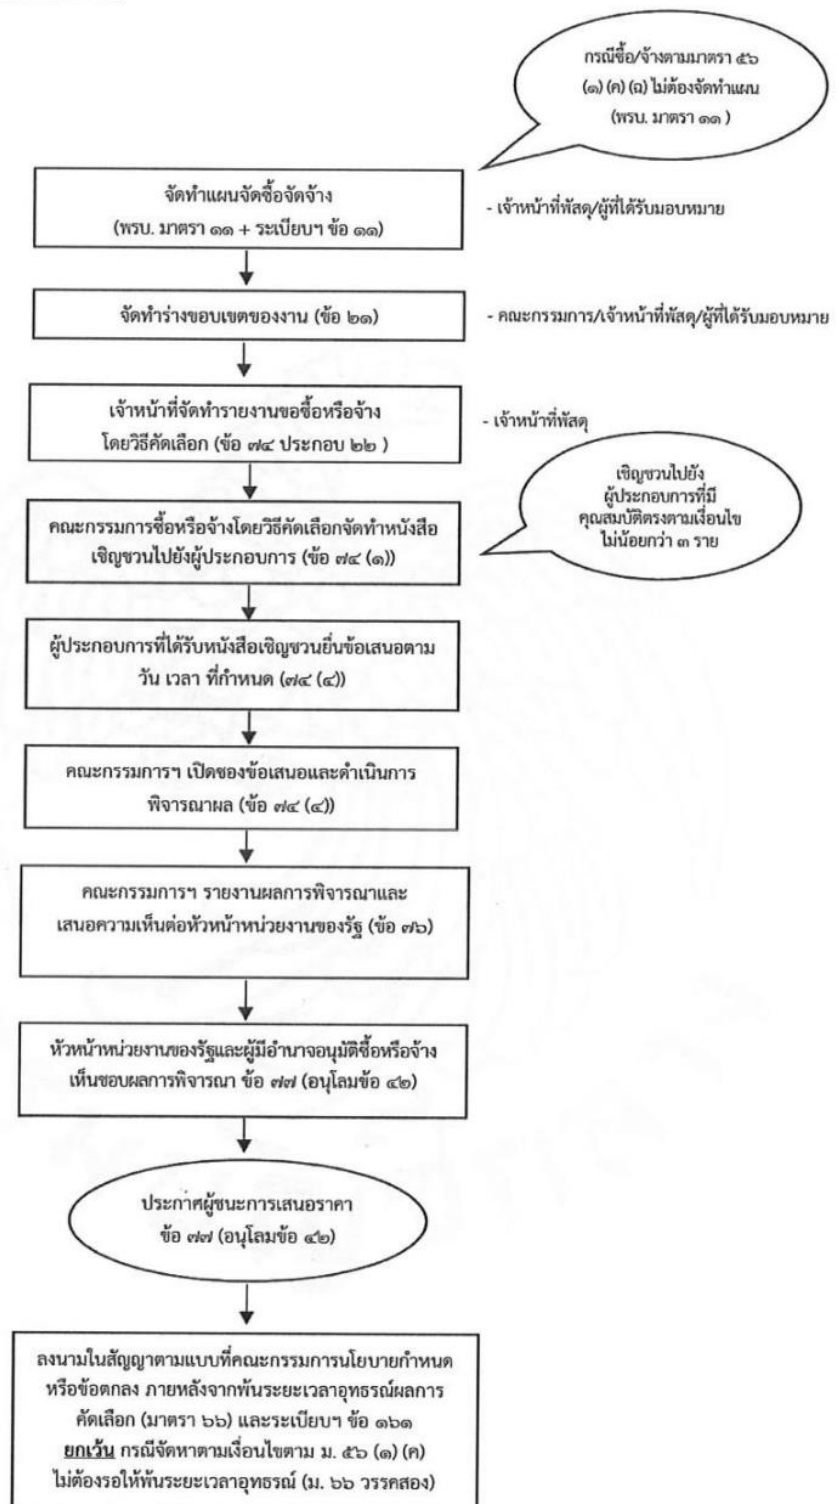 กรณีซื้อ/จ้างตามมาตรา ๕๖
(๑) (ค) (ฉ) ไม่ต้องจัดทำแผน
(พรบ. มาตรา ๑๑ )
จัดทำแผนจัดซื้อจัดจ้าง
(พรบ. มาตรา ๑๑ + ระเบียบฯ ข้อ ๑๑)
- เจ้าหน้าที่พัสดุ/ผู้ที่ได้รับมอบหมาย
จัดทำร่างขอบเขตของงาน (ข้อ ๒๑)
- คณะกรรมการ/เจ้าหน้าที่พัสดุ/ผู้ที่ได้รับมอบหมาย
เจ้าหน้าที่จัดทำรายงานขอซื้อหรือจ้าง
โดยวิธีคัดเลือก (ข้อ ๗๔ ประกอบ ๒๒ )
- เจ้าหน้าที่พัสดุ
เชิญชวนไปยัง
ผู้ประกอบการที่มี
คุณสมบัติตรงตามเงื่อนไข
ไม่น้อยกว่า ๓ ราย
คณะกรรมการซื้อหรือจ้างโดยวิธีคัดเลือกจัดทำหนังสือ
เชิญชวนไปยังผู้ประกอบการ (ข้อ ๗๔ (๑))
ผู้ประกอบการที่ได้รับหนังสือเชิญชวนยื่นข้อเสนอตาม
วัน เวลา ที่กำหนด (๗๔ (๔))
คณะกรรมการฯ เปิดซองข้อเสนอและดำเนินการ
พิจารณาผล (ข้อ ๗๔ (๔))
คณะกรรมการฯ รายงานผลการพิจารณาและ
เสนอความเห็นต่อหัวหน้าหน่วยงานของรัฐ (ข้อ ๗๖)
หัวหน้าหน่วยงานของรัฐและผู้มีอำนาจอนุมัติซื้อหรือจ้าง
เห็นชอบผลการพิจารณา ข้อ ๗๗ (อนุโลมข้อ ๔๒)
ประกาศผู้ชนะการเสนอราคา
ข้อ ๗๗ (อนุโลมข้อ ๔๒)
ลงนามในสัญญาตามแบบที่คณะกรรมการนโยบายกำหนด
หรือข้อตกลง ภายหลังจากพ้นระยะเวลาอุทธรณ์ผลการ
คัดเลือก (มาตรา ๖๖) และระเบียบฯ ข้อ ๑๖๑
ยกเว้น กรณีจัดหาตามเงื่อนไขตาม ม. ๕๖ (๑) (ค)
ไม่ต้องรอให้พ้นระยะเวลาอุทธรณ์ (ม. ๖๖ วรรคสอง)